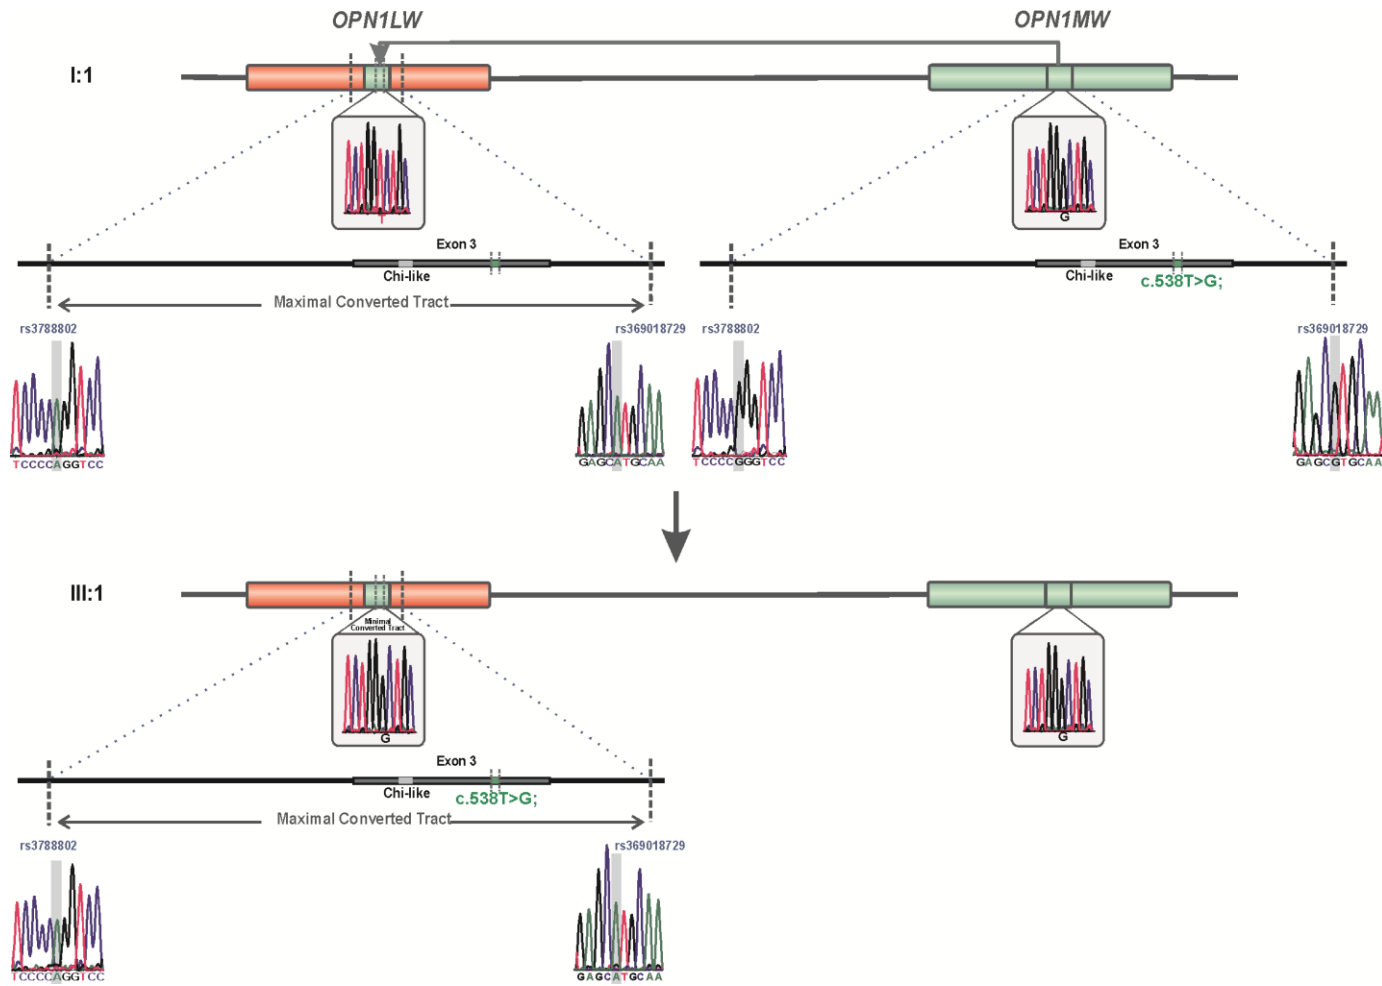 OPN1LW
OPN1MW
I:1
T
G
Exon 3
Chi-like
Maximal Converted Tract
Exon 3
Chi-like
c.538T>G;
rs3788802
rs369018729
rs3788802
rs369018729
TCCCCAGGTCC
GAGCATGCAA
TCCCCGGGTCC
GAGCGTGCAA
III:1
Minimal
Converted Tract
G
G
Exon 3
Chi-like
c.538T>G;
Maximal Converted Tract
rs3788802
rs369018729
TCCCCAGGTCC
GAGCATGCAA